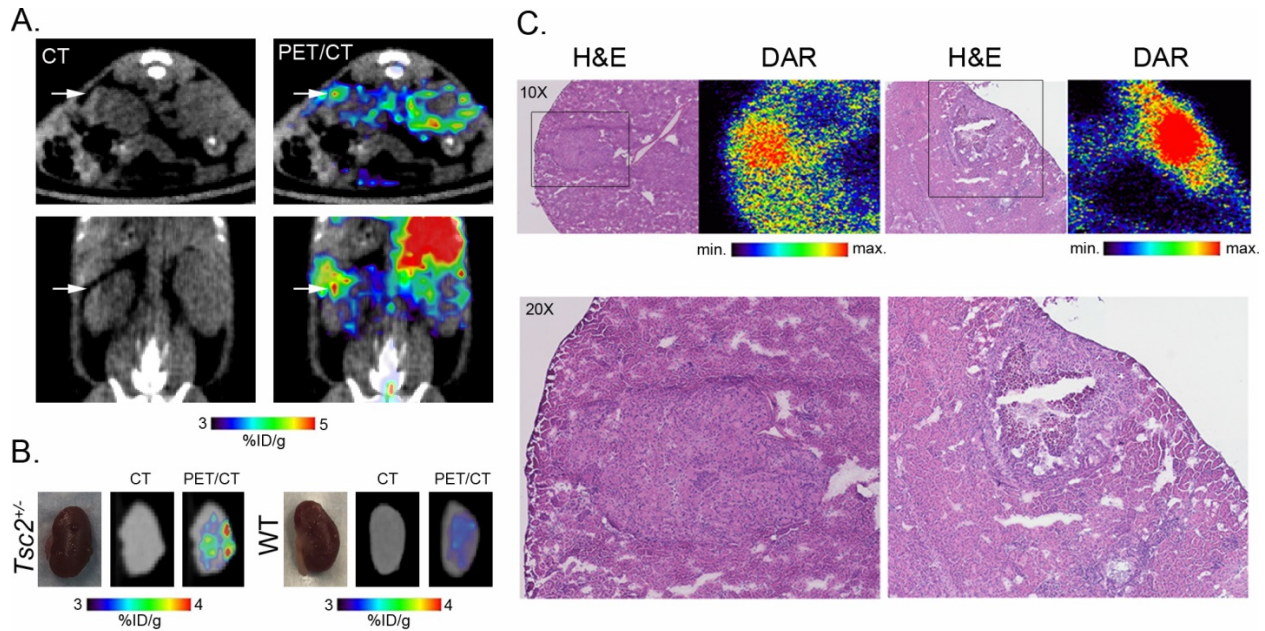 A.
CT
PET/CT
3
5
%ID/g
B.
CT
PET/CT
CT
PET/CT
Tsc2+/-
WT
3
4
%ID/g
3
4
%ID/g
C.
H&E
DAR
H&E
DAR
10X
min.
max.
min.
max.
20X